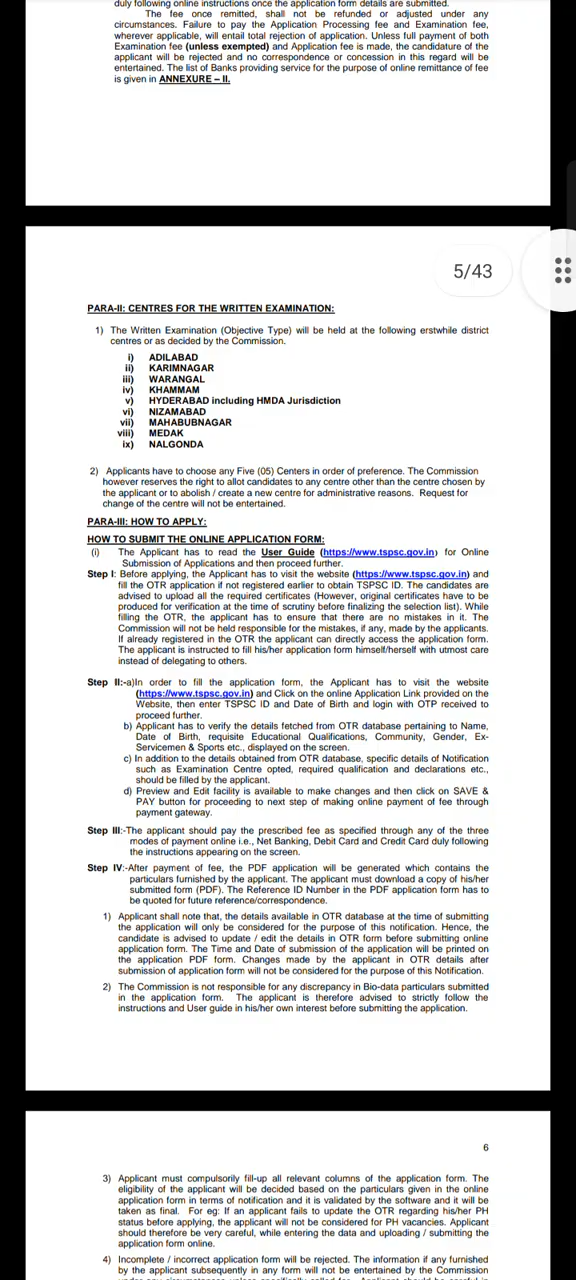 duly following online instructions once the application form details are submitted.
The fee once remitted, shall not be refunded or adjusted under any
circumstances. Failure to pay the Application Processing fee and Examination fee,
wherever applicable, will entail total rejection of application. Unless full payment of both
Examination fee (unless exempted) and Application fee is made, the candidature of the
applicant will be rejected and no correspondence or concession in this regard will be
entertained. The list of Banks providing service for the purpose of online remittance of fee
is given in ANNEXURE – II.
5/43
PARA-II: CENTRES FOR THE WRITTEN EXAMINATION:
1) The Written Examination (Objective Type) will be held at the following erstwhile district
centres or as decided by the Commission.
i) ADILABAD
ii) KARIMNAGAR
iii) WARANGAL
iv) KHAMMAM
v) HYDERABAD including HMDA Jurisdiction
vi) NIZAMABAD
vii) MAHABUBNAGAR
viii) MEDAK
ix) NALGONDA
2) Applicants have to choose any Five (05) Centers in order of preference. The Commission
however reserves the right to allot candidates to any centre other than the centre chosen by
the applicant or to abolish / create a new centre for administrative reasons. Request for
change of the centre will not be entertained.
PARA-III: HOW TO APPLY:
HOW TO SUBMIT THE ONLINE APPLICATION FORM:
(i) The Applicant has to read the User Guide (https://www.tspsc.gov.in) for Online
Submission of Applications and then proceed further.
Step I: Before applying, the Applicant has to visit the website (https://www.tspsc.gov.in) and
fill the OTR application if not registered earlier to obtain TSPSC ID. The candidates are
advised to upload all the required certificates (However, original certificates have to be
produced for verification at the time of scrutiny before finalizing the selection list). While
filling the OTR, the applicant has to ensure that there are no mistakes in it. The
Commission will not be held responsible for the mistakes, if any, made by the applicants.
If already registered in the OTR the applicant can directly access the application form.
The applicant is instructed to fill his/her application form himself/herself with utmost care
instead of delegating to others.
Step II:-a)In order to fill the application form, the Applicant has to visit the website
(https://www.tspsc.gov.in) and Click on the online Application Link provided on the
Website, then enter TSPSC ID and Date of Birth and login with OTP received to
proceed further.
b) Applicant has to verify the details fetched from OTR database pertaining to Name,
Date of Birth, requisite Educational Qualifications, Community, Gender, Ex-
Servicemen & Sports etc., displayed on the screen.
c) In addition to the details obtained from OTR database, specific details of Notification
such as Examination Centre opted, required qualification and declarations etc.,
should be filled by the applicant.
d) Preview and Edit facility is available to make changes and then click on SAVE &
PAY button for proceeding to next step of making online payment of fee through
payment gateway.
Step III:-The applicant should pay the prescribed fee as specified through any of the three
modes of payment online i.e., Net Banking, Debit Card and Credit Card duly following
the instructions appearing on the screen.
Step IV:-After payment of fee, the PDF application will be generated which contains the
particulars furnished by the applicant. The applicant must download a copy of his/her
submitted form (PDF). The Reference ID Number in the PDF application form has to
be quoted for future reference/correspondence.
1) Applicant shall note that, the details available in OTR database at the time of submitting
the application will only be considered for the purpose of this notification. Hence, the
candidate is advised to update / edit the details in OTR form before submitting online
application form. The Time and Date of submission of the application will be printed on
the application PDF form. Changes made by the applicant in OTR details after
submission of application form will not be considered for the purpose of this Notification.
2) The Commission is not responsible for any discrepancy in Bio-data particulars submitted
in the application form. The applicant is therefore advised to strictly follow the
instructions and User guide in his/her own interest before submitting the application.
6
3) Applicant must compulsorily fill-up all relevant columns of the application form. The
eligibility of the applicant will be decided based on the particulars given in the online
application form in terms of notification and it is validated by the software and it will be
taken as final. For eg: If an applicant fails to update the OTR regarding his/her PH
status before applying, the applicant will not be considered for PH vacancies. Applicant
should therefore be very careful, while entering the data and uploading / submitting the
application form online.
4) Incomplete / incorrect application form will be rejected. The information if any furnished
by the applicant subsequently in any form will not be entertained by the Commission